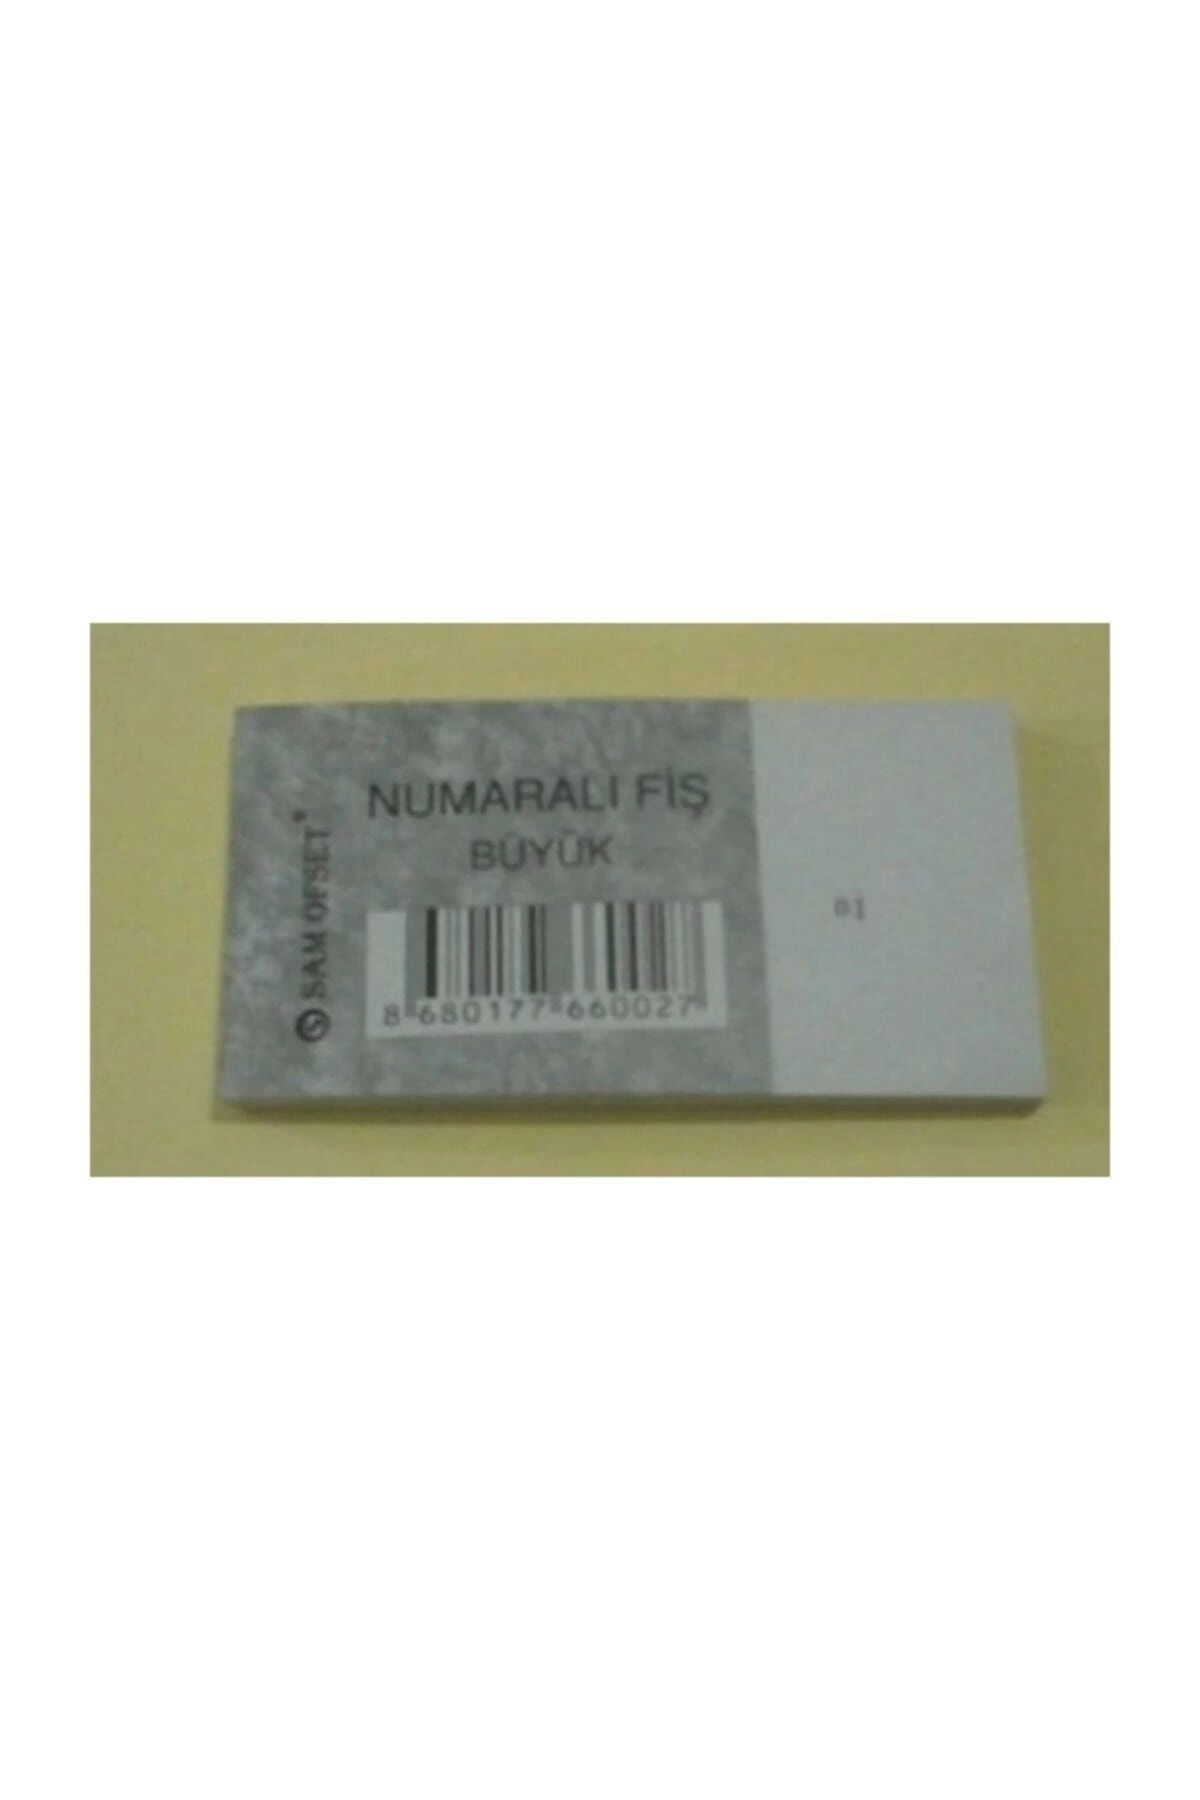 NUMARALI FİŞ
BÜYÜK
SAM OFSET
8 680177 660027
01